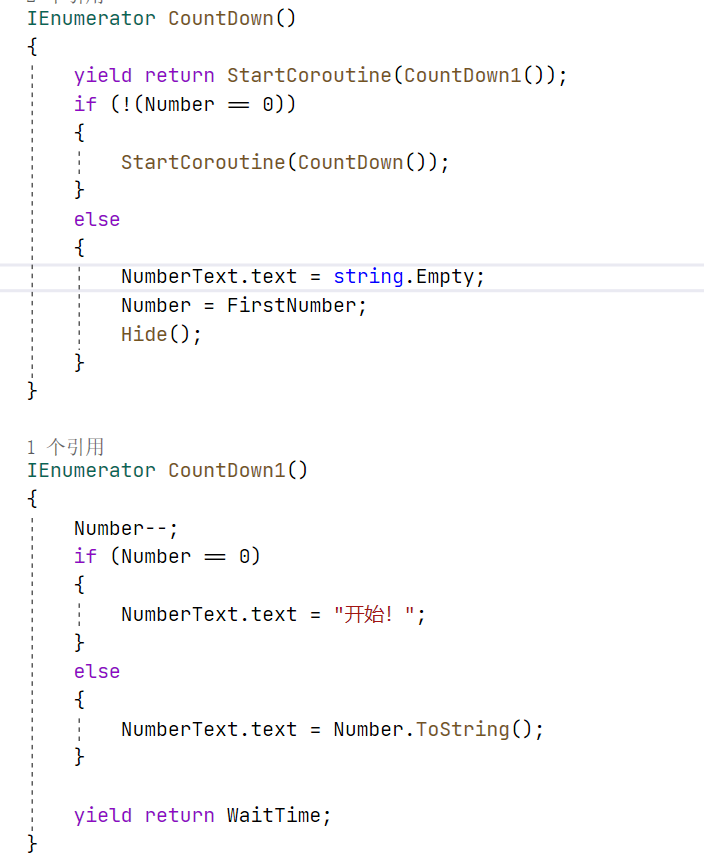 IEnumerator CountDown()
{
yield return StartCoroutine(CountDown1());
if (!(Number == 0))
{
StartCoroutine(CountDown());
}
else
{
NumberText.text = string.Empty;
Number = FirstNumber;
Hide();
}
}
1 个引用
IEnumerator CountDown1()
{
Number--;
if (Number == 0)
{
NumberText.text = "开始！";
}
else
{
NumberText.text = Number.ToString();
}
yield return WaitTime;
}